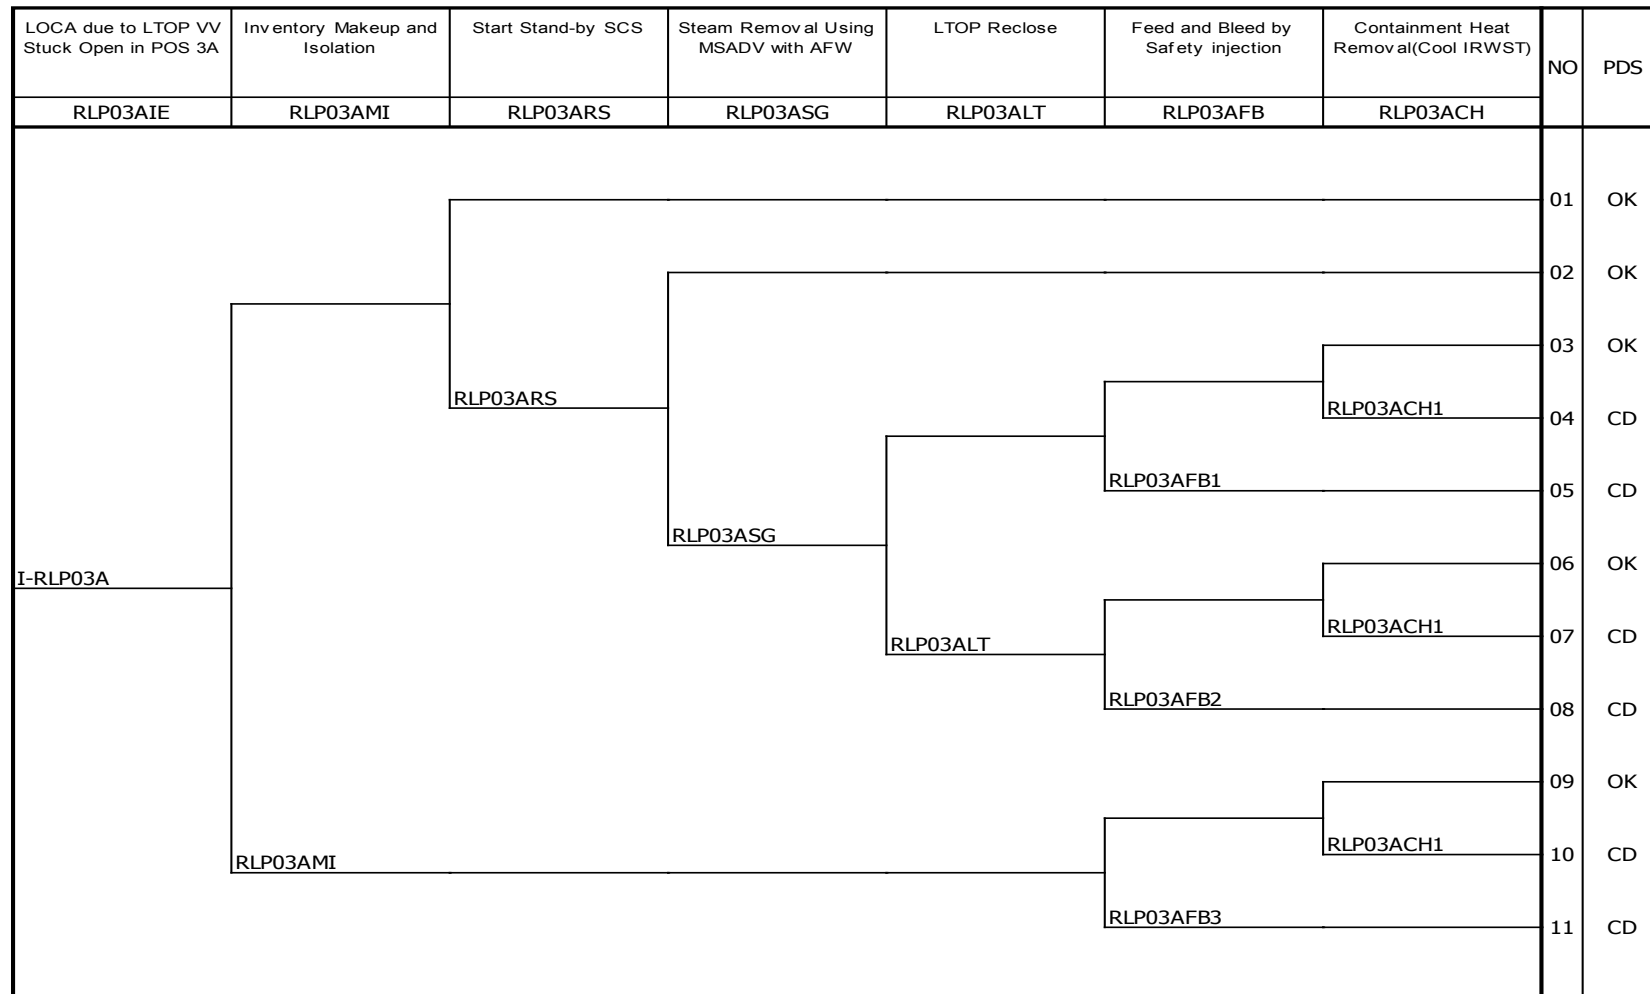 LOCA due to LTOP VV
Stuck Open in POS 3A
Inventory Makeup and
Isolation
Start Stand-by SCS
Steam Removal Using
MSADV with AFW
LTOP Reclose
Feed and Bleed by
Safety injection
Containment Heat
Removal(Cool IRWST)
NO
PDS
RLP03AIE
RLP03AMI
RLP03ARS
RLP03ASG
RLP03ALT
RLP03AFB
RLP03ACH
01 OK
02 OK
03 OK
RLP03ARS
RLP03ACH1
04 CD
RLP03AFB1
05 CD
RLP03ASG
06 OK
I-RLP03A
RLP03ACH1
07 CD
RLP03ALT
RLP03AFB2
08 CD
09 OK
RLP03ACH1
10 CD
RLP03AMI
RLP03AFB3
11 CD